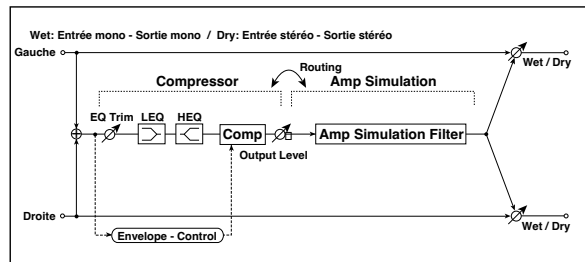 Wet: Entrée mono - Sortie mono / Dry: Entrée stéréo - Sortie stéréo
Gauche
Wet / Dry
Routing
Compressor
Amp Simulation
EQ Trim
LEQ
HEQ
Comp
Output Level
Amp Simulation Filter
Droite
Wet / Dry
Envelope - Control